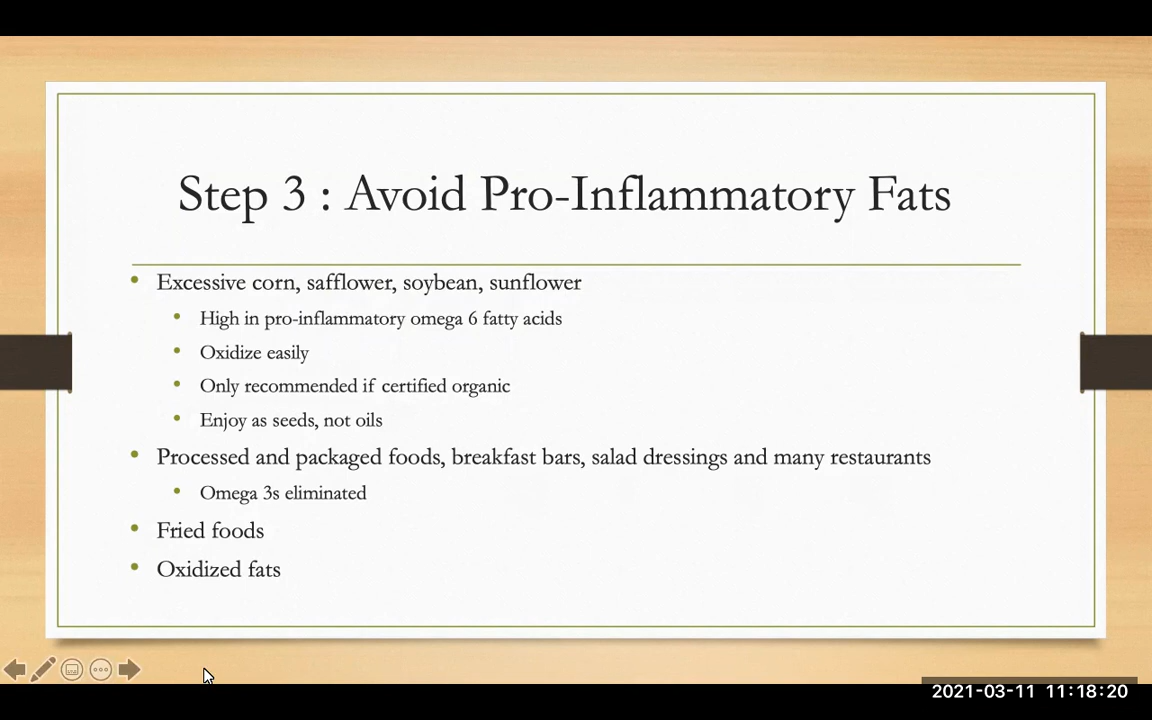 Step 3 : Avoid Pro-Inflammatory Fats
Excessive corn, safflower, soybean, sunflower
High in pro-inflammatory omega 6 fatty acids
Oxidize easily
Only recommended if certified organic
Enjoy as seeds, not oils
Processed and packaged foods, breakfast bars, salad dressings and many restaurants
Omega 3s eliminated
Fried foods
Oxidized fats
2021-03-11 11:18:20